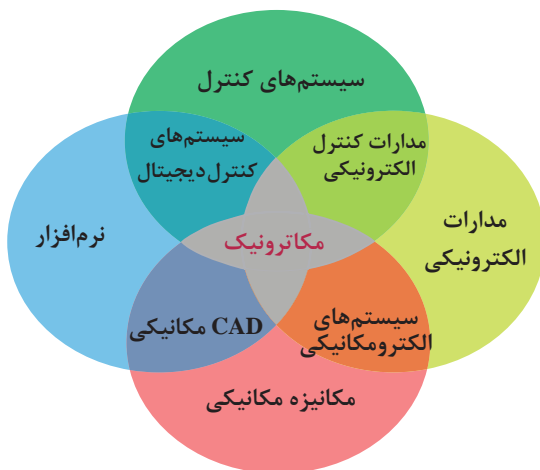 سیستم‌های کنترل
مدارات کنترل
الکترونیکی
سیستم‌های
کنترل دیجیتال
مدارات
الکترونیکی
مکاترونیک
نرم‌افزار
سیستم‌های
الکترومکانیکی
CAD مکانیکی
مکانیزه مکانیکی